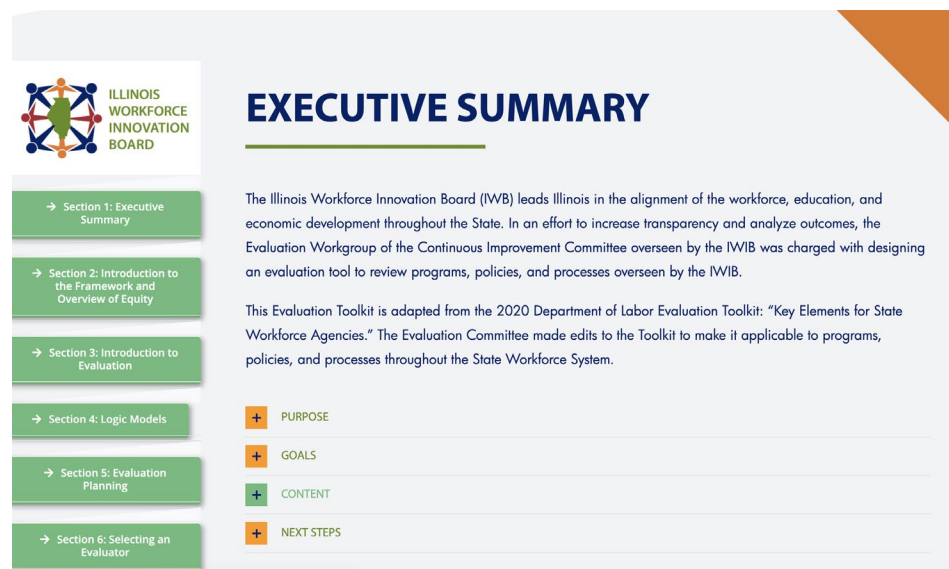 ILLINOIS
WORKFORCE
INNOVATION
BOARD
→ Section 1: Executive
Summary
→ Section 2: Introduction to
the Framework and
Overview of Equity
→ Section 3: Introduction to
Evaluation
→ Section 4: Logic Models
→ Section 5: Evaluation
Planning
→ Section 6: Selecting an
Evaluator
EXECUTIVE SUMMARY
The Illinois Workforce Innovation Board (IWB) leads Illinois in the alignment of the workforce, education, and
economic development throughout the State. In an effort to increase transparency and analyze outcomes, the
Evaluation Workgroup of the Continuous Improvement Committee overseen by the IWIB was charged with designing
an evaluation tool to review programs, policies, and processes overseen by the IWIB.
This Evaluation Toolkit is adapted from the 2020 Department of Labor Evaluation Toolkit: “Key Elements for State
Workforce Agencies.” The Evaluation Committee made edits to the Toolkit to make it applicable to programs,
policies, and processes throughout the State Workforce System.
+ PURPOSE
+ GOALS
+ CONTENT
+ NEXT STEPS